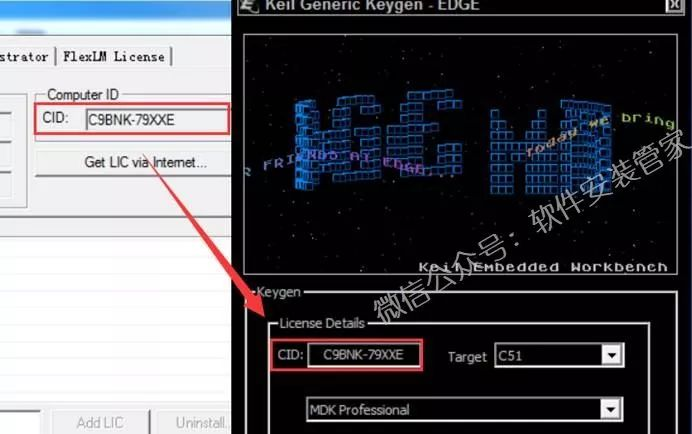 Keil Generic Keygen - EDGE
strator
FlexLM License
Computer ID
CID:
C9BNK-79XXE
Get LIC via Internet...
Today we bring
R FRIENDS AT EDGE...
Keil Embedded Workbench
微信公众号：软件安装管家
Keygen
License Details
CID:
C9BNK-79XXE
Target
C51
MDK Professional
Add LIC
Uninstall...